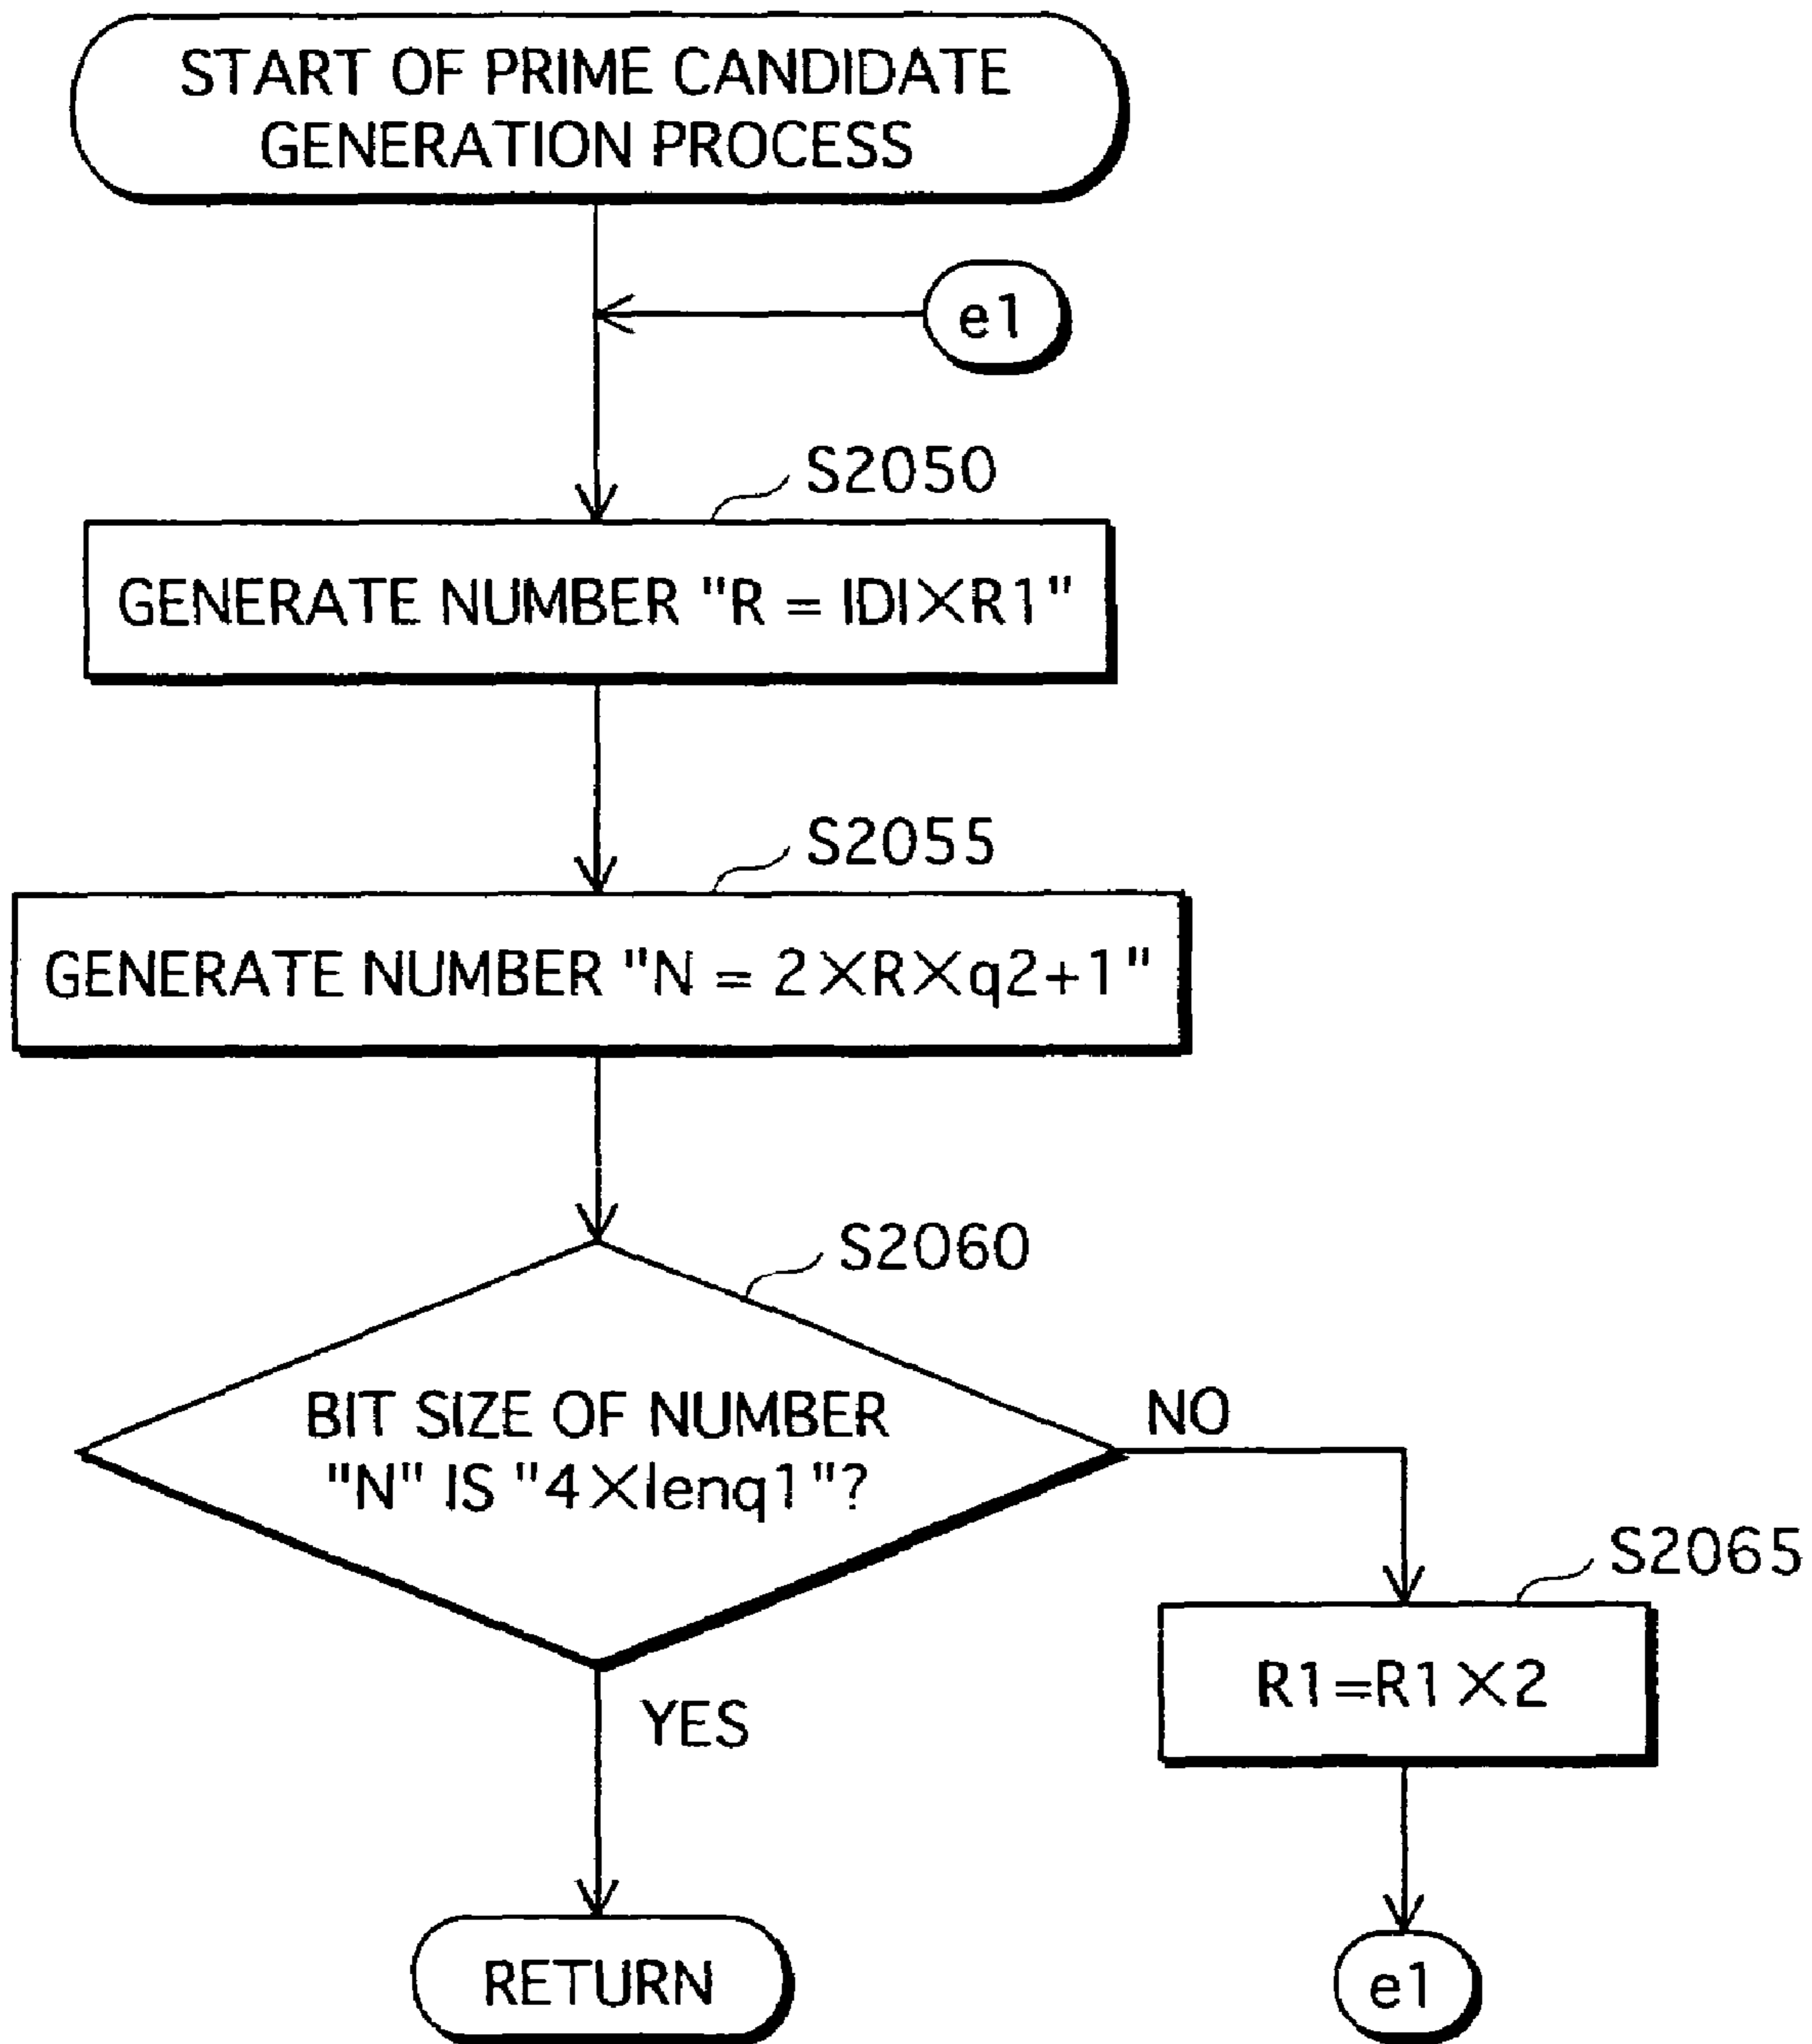 START OF PRIME CANDIDATE
GENERATION PROCESS
e1
S2050
GENERATE NUMBER "R = IDI×R1"
S2055
GENERATE NUMBER "N = 2×R×q2+1"
S2060
BIT SIZE OF NUMBER
"N" IS "4×lenq1"?
NO
S2065
R1=R1×2
YES
RETURN
e1